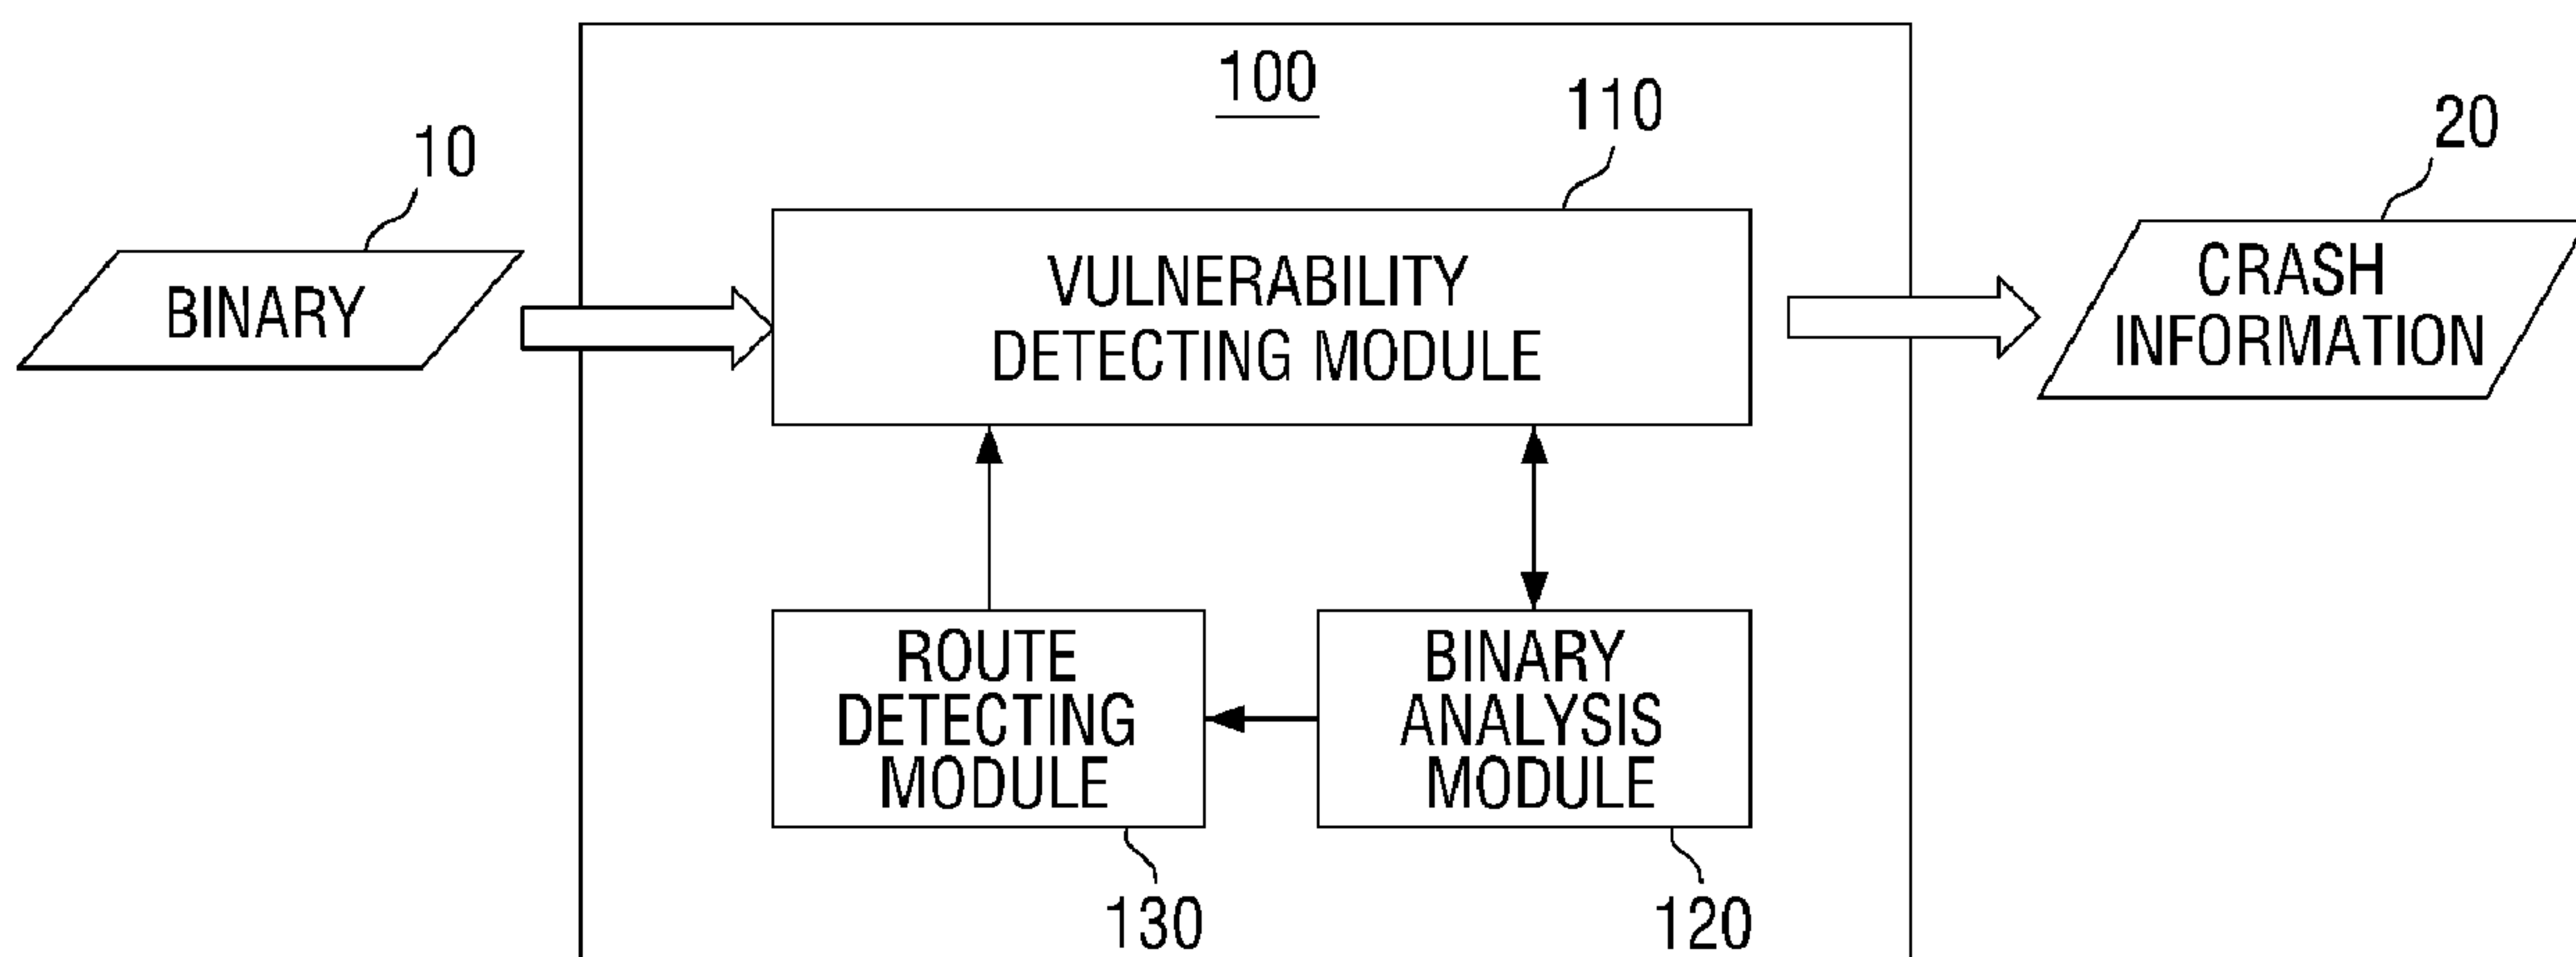 100
110
10
20
BINARY
VULNERABILITY
DETECTING MODULE
CRASH
INFORMATION
ROUTE
DETECTING
MODULE
BINARY
ANALYSIS
MODULE
130
120